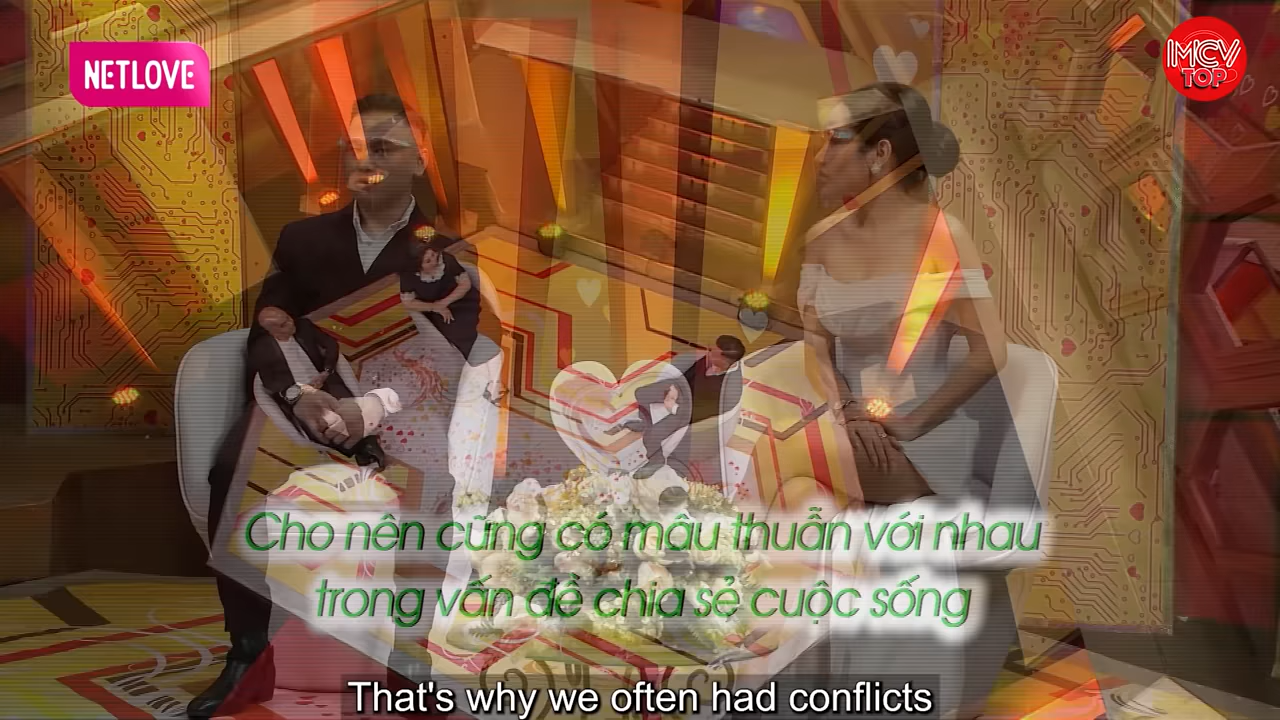 NETLOVE
MCV
TOP
Cho nên cũng có mâu thuẫn với nhau
trong vấn đề chia sẻ cuộc sống
That's why we often had conflicts